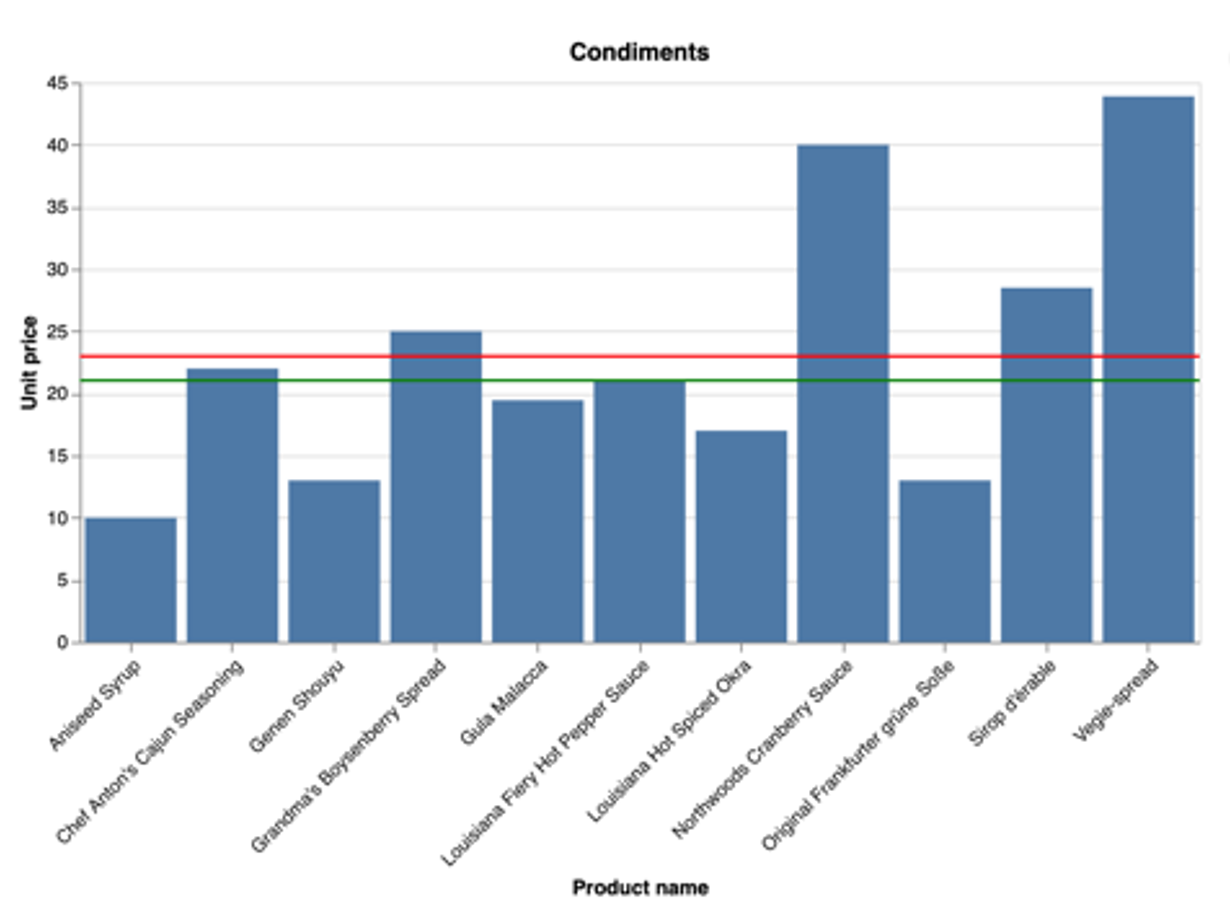 Condiments
45
40
35
30
25
20
15
10
5
0
Unit price
Aniseed Syrup
Chef Anton's Cajun Seasoning
Genen Shouyu
Grandma's Boysenberry Spread
Gula Malacca
Louisiana Fiery Hot Pepper Sauce
Louisiana Hot Spiced Okra
Northwoods Cranberry Sauce
Original Frankfurter grüne Soße
Sirop d'érable
Vegie-spread
Product name